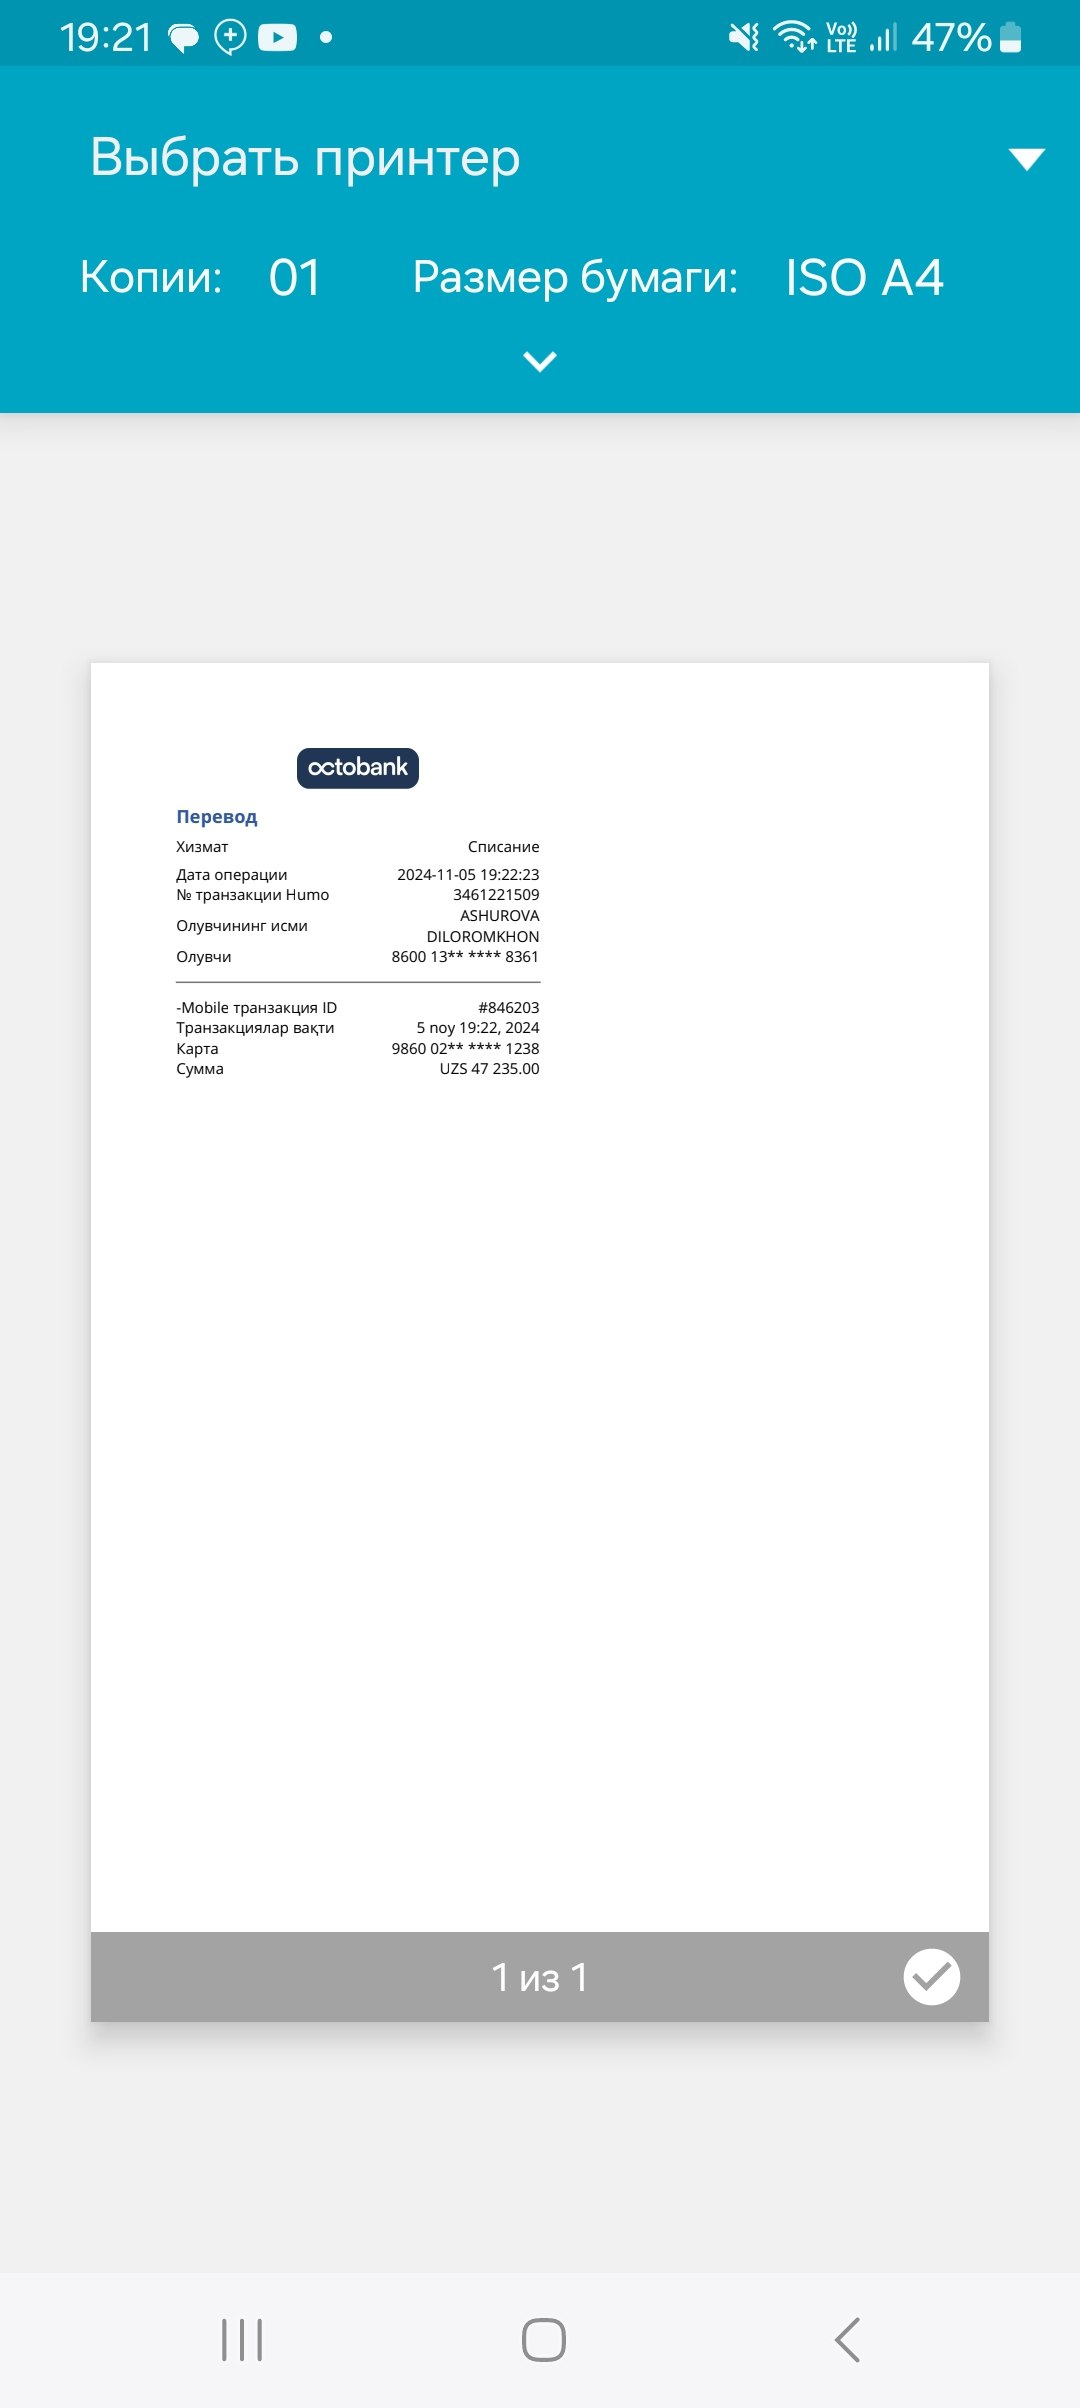 19:21 Vo)) LTE 47%
Выбрать принтер
Копии: 01 Размер бумаги: ISO A4
octobank
Перевод
Хизмат Списание
Дата операции 2024-11-05 19:22:23
№ транзакции Humo 3461221509
Олувчининг исми ASHUROVA DILOROMKHON
Олувчи 8600 13** **** 8361
-Mobile транзакция ID #846203
Транзакциялар вақти 5 noy 19:22, 2024
Карта 9860 02** **** 1238
Сумма UZS 47 235.00
1 из 1